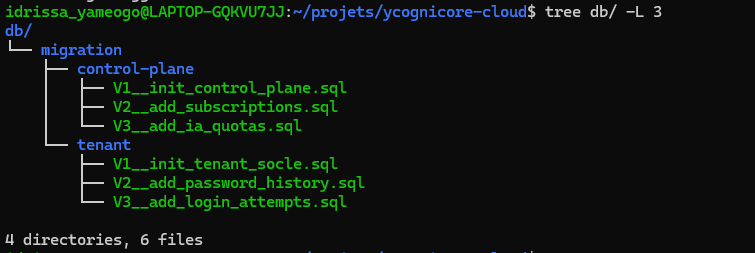 idrissa_yameogo@LAPTOP-GQKVU7JJ:~/projets/ycognicore-cloud$ tree db/ -L 3
db/
└── migration
    ├── control-plane
    │   ├── V1__init_control_plane.sql
    │   ├── V2__add_subscriptions.sql
    │   └── V3__add_ia_quotas.sql
    └── tenant
        ├── V1__init_tenant_socle.sql
        ├── V2__add_password_history.sql
        └── V3__add_login_attempts.sql
4 directories, 6 files